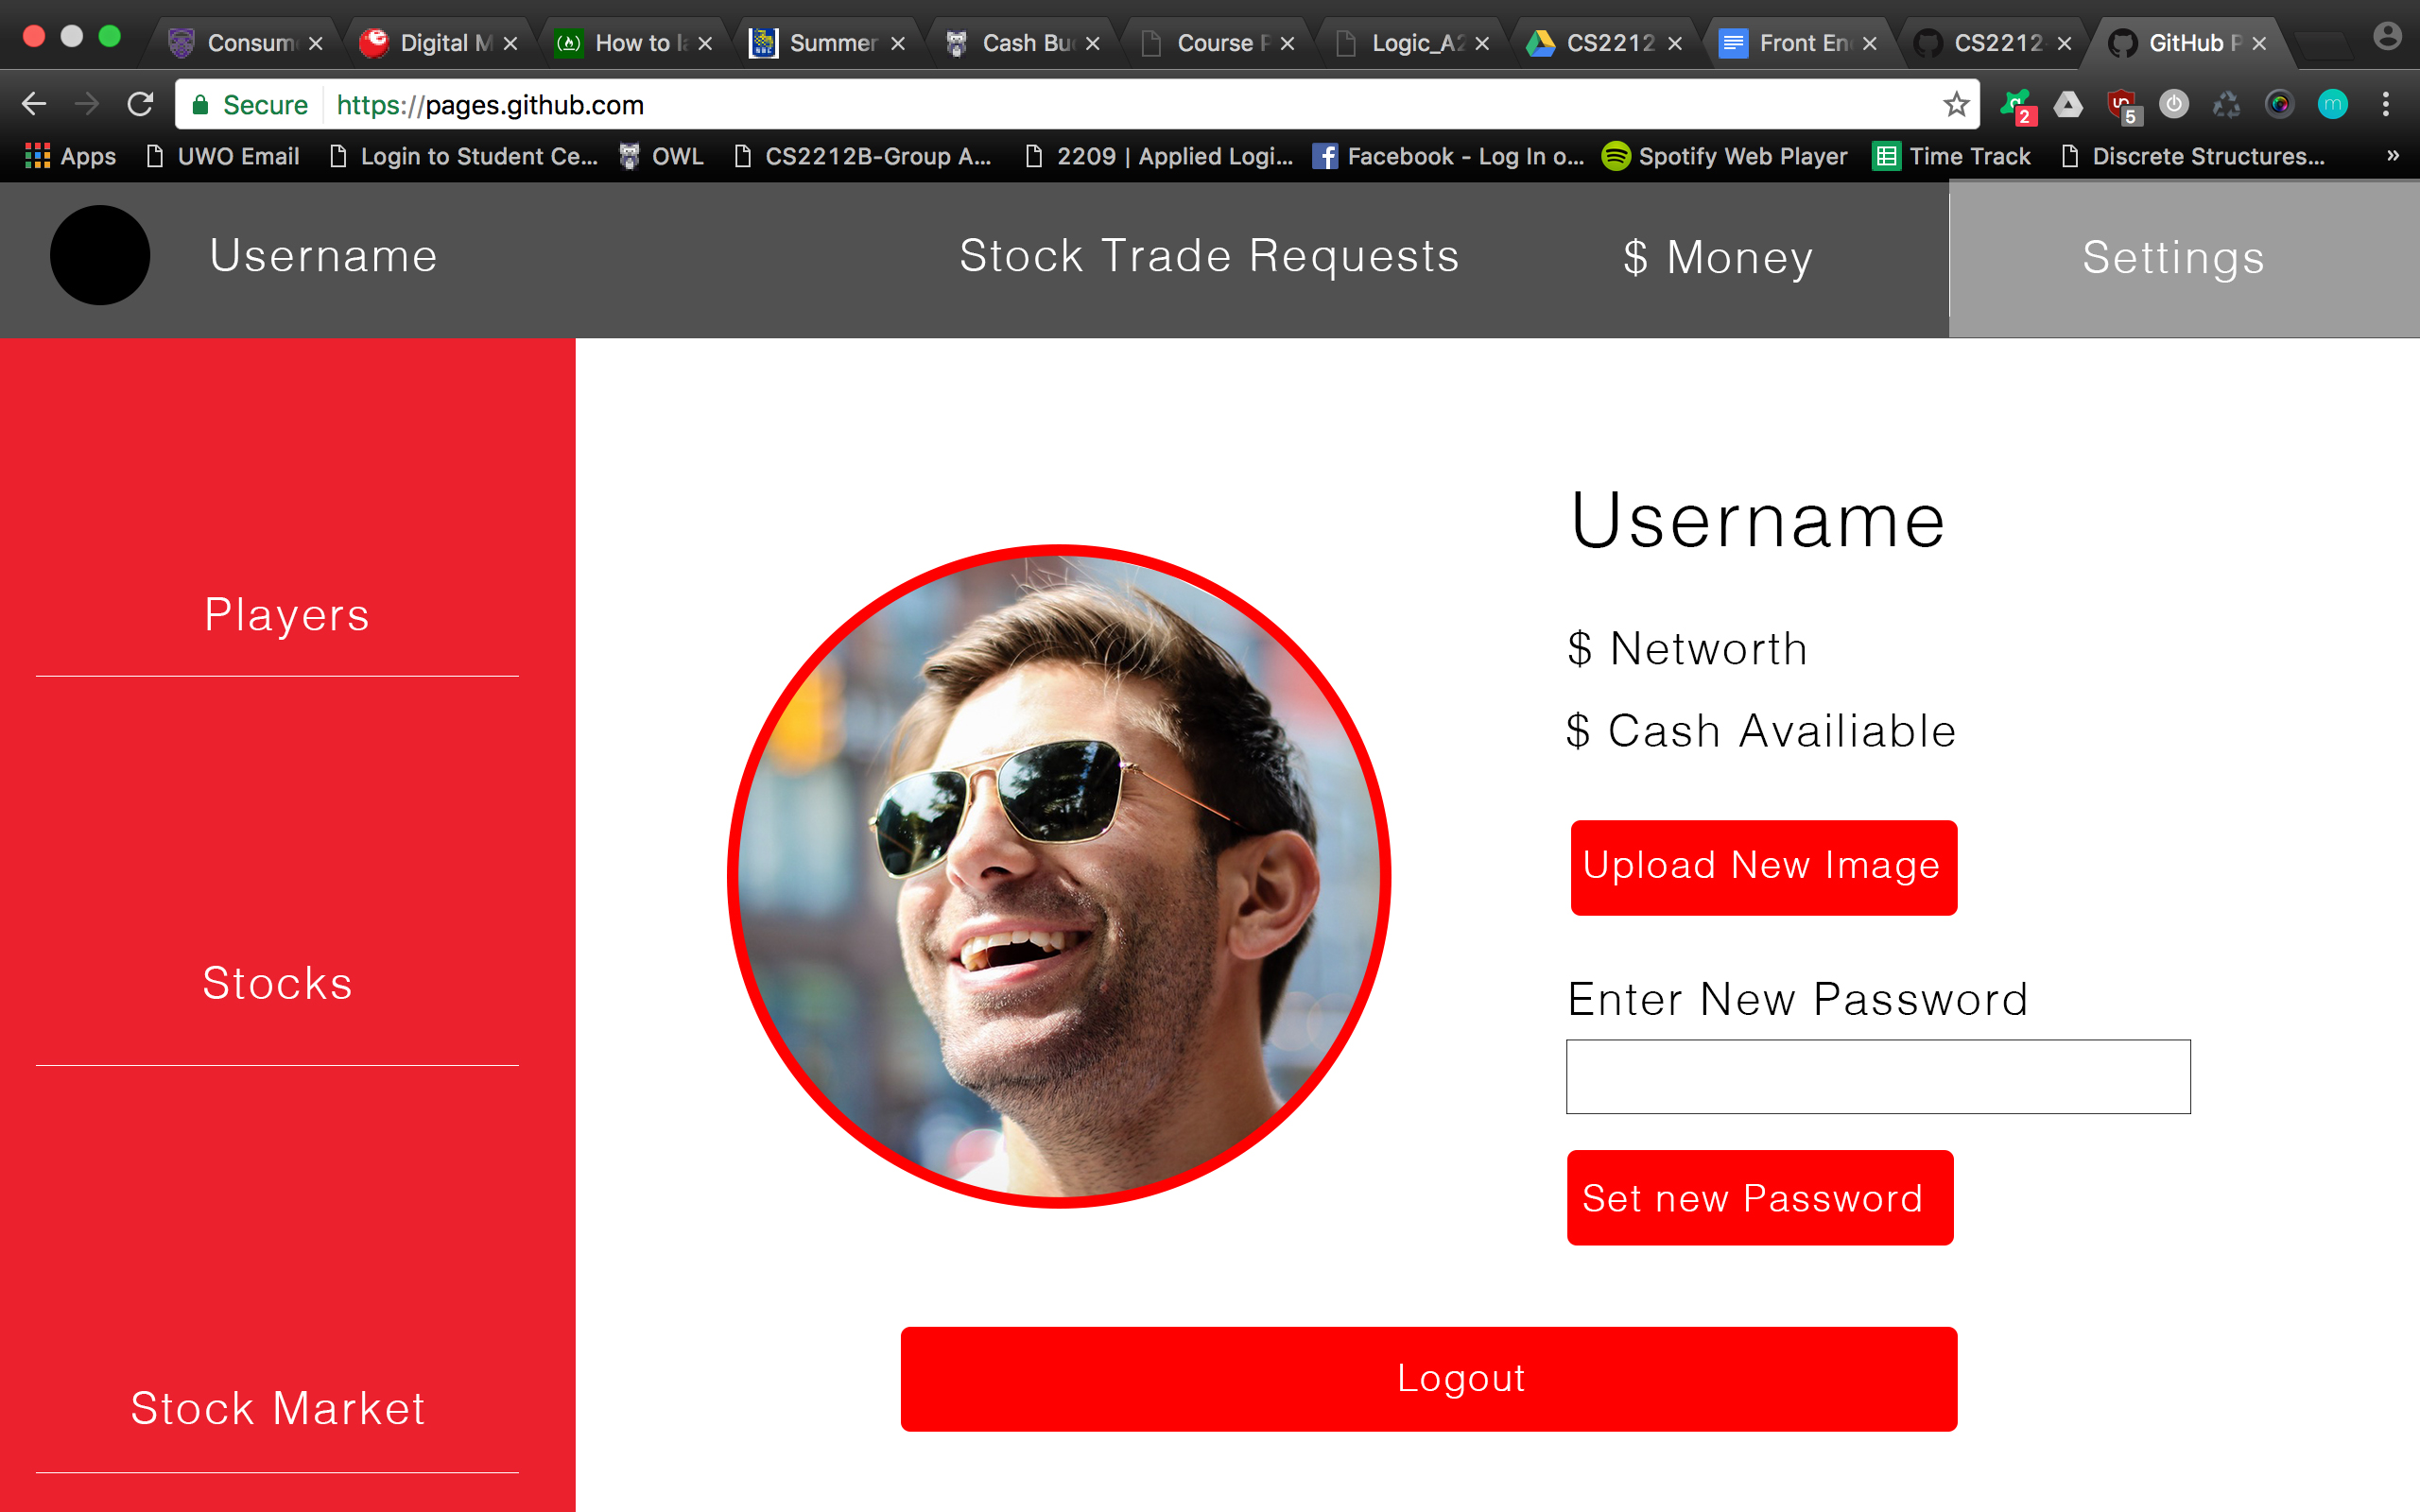 Consum
Digital M
How to la
Summer
Cash Bu
Course P
Logic_A2
CS2212
Front En
CS2212-
GitHub P
Secure https://pages.github.com
2
5
m
Apps UWO Email Login to Student Ce... OWL CS2212B-Group A... 2209 | Applied Logi... Facebook - Log In o... Spotify Web Player Time Track Discrete Structures... »
Username Stock Trade Requests $ Money Settings
Players
Stocks
Stock Market
Username
$ Networth
$ Cash Availiable
Upload New Image
Enter New Password
Set new Password
Logout